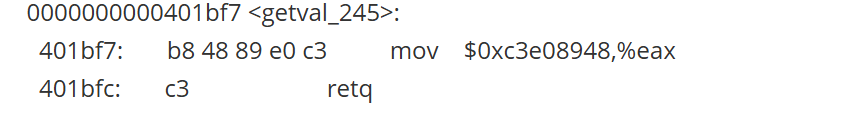 0000000000401bf7 <getval_245>:
401bf7: b8 48 89 e0 c3 mov $0xc3e08948,%eax
401bfc: c3 retq